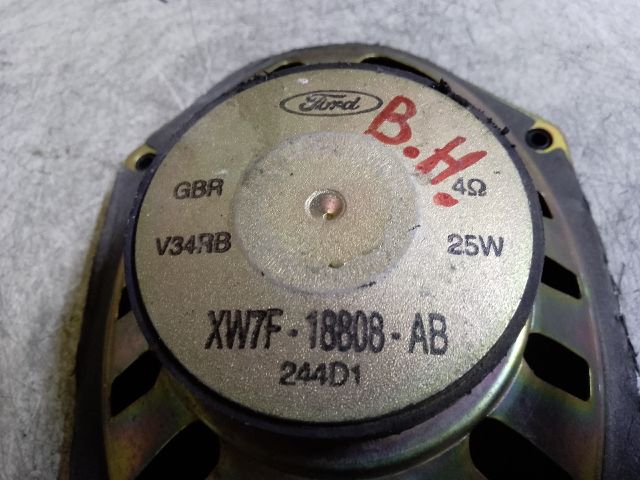 Ford
B.H.
GBR 4Ω
V34RB 25W
XW7F-18808-AB
244D1